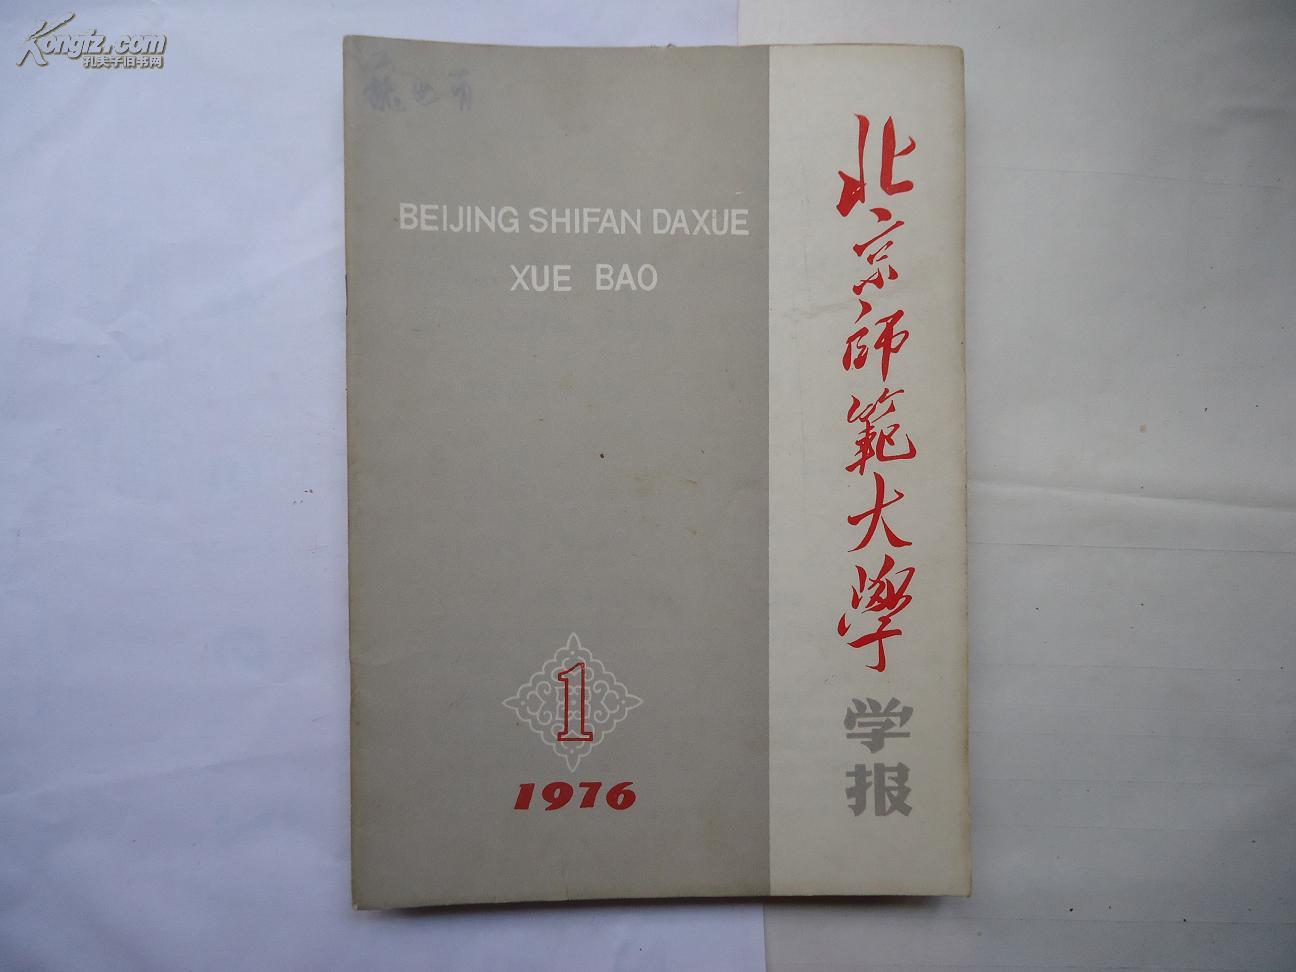 Kongfz.com
孔夫子旧书网
BEIJING SHIFAN DAXUE
XUE BAO
1
1976
北京师範大學
学报